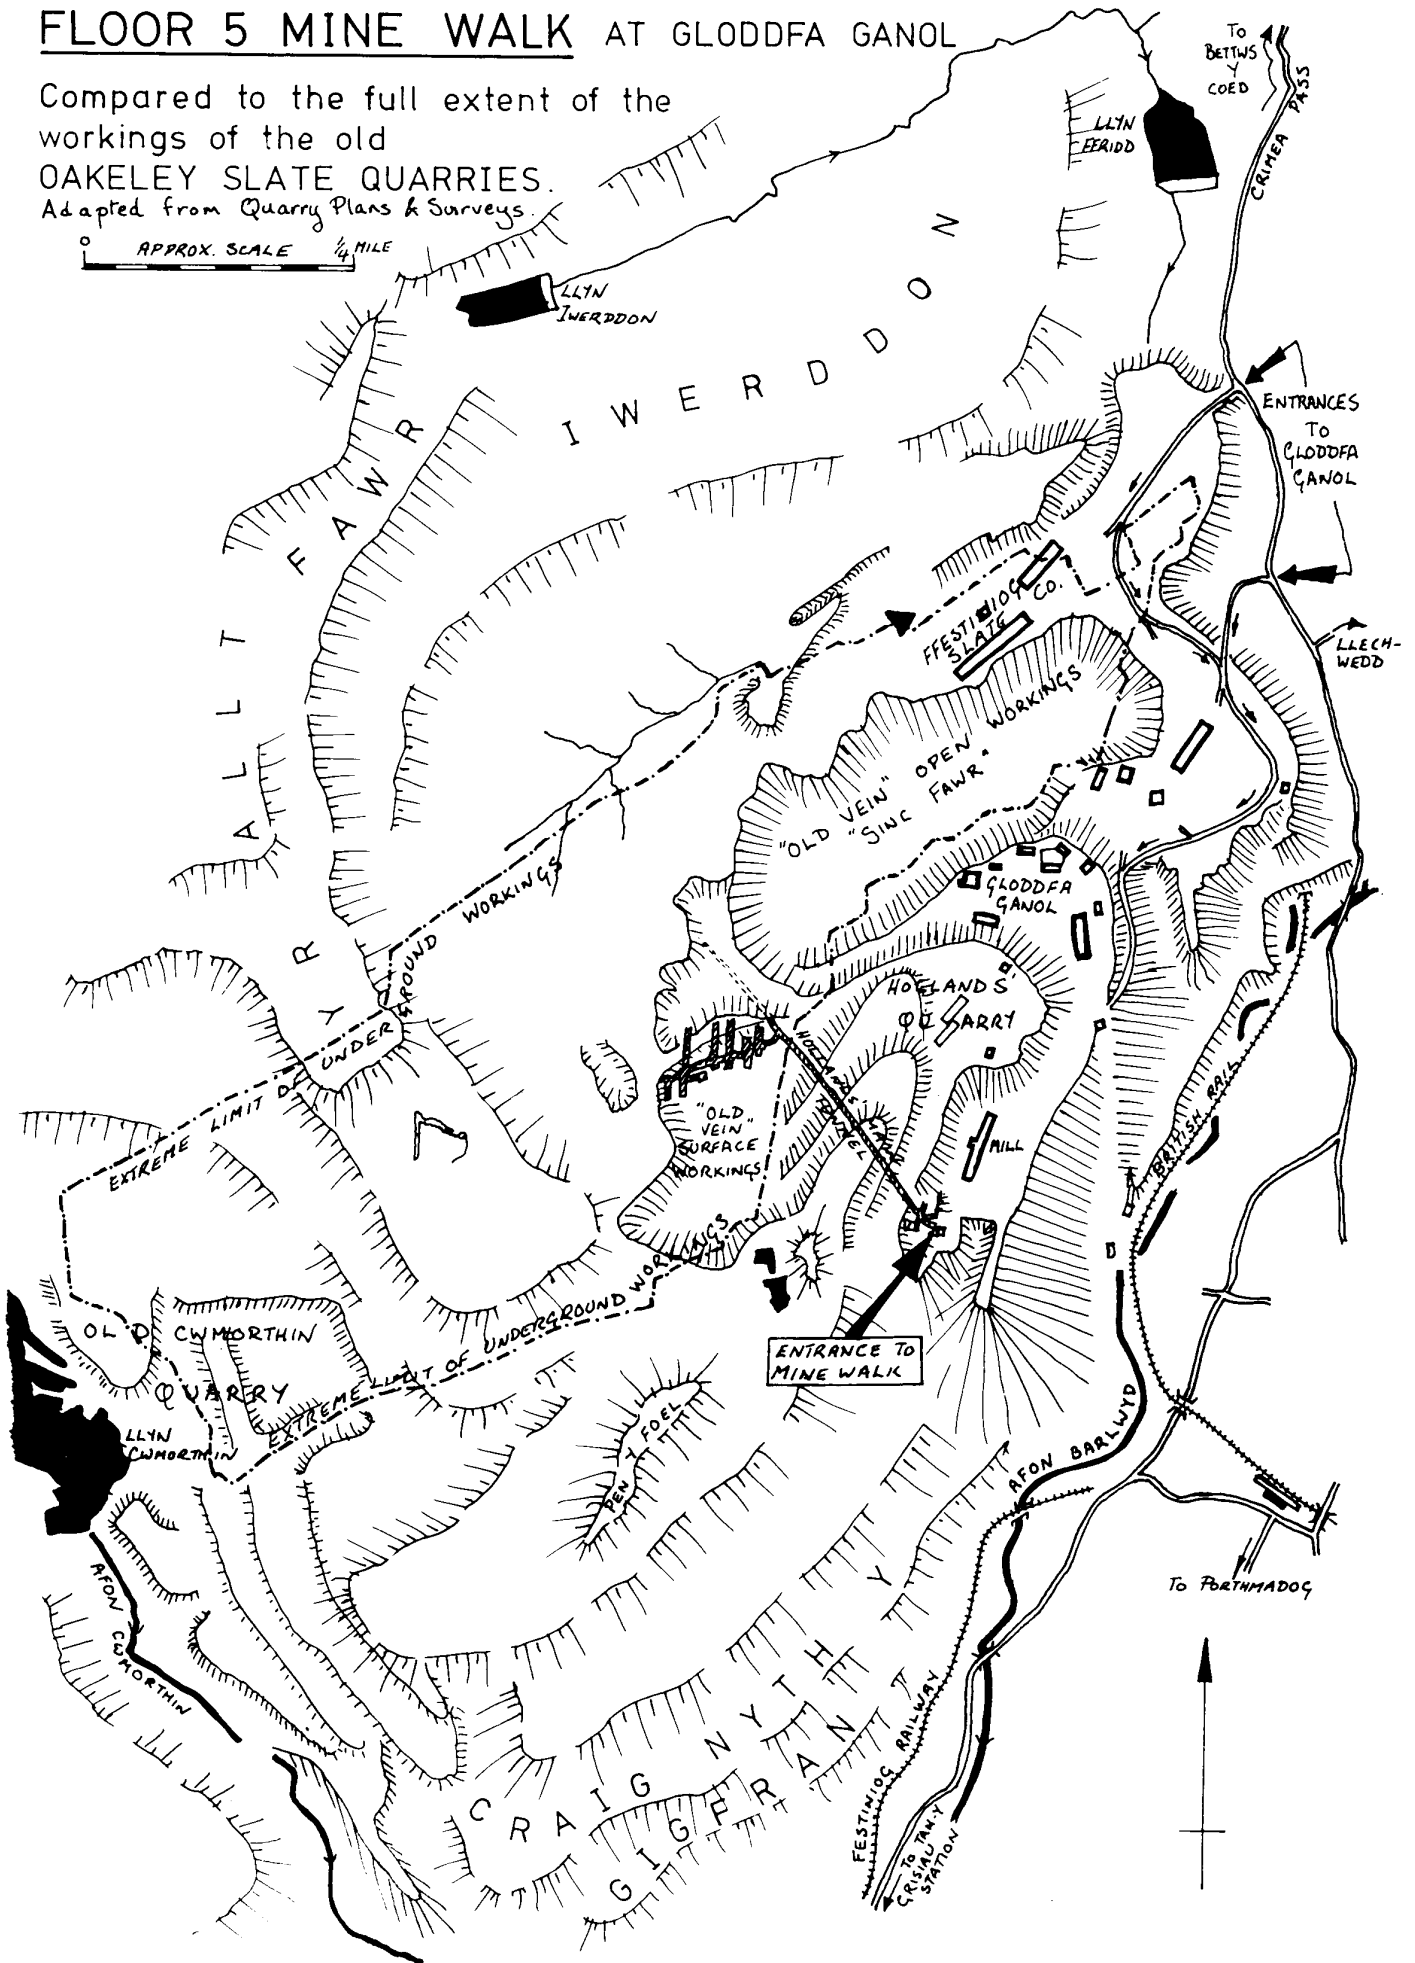 FLOOR 5 MINE WALK AT GLODDFA GANOL
Compared to the full extent of the
workings of the old
OAKELEY SLATE QUARRIES.
Adapted from Quarry Plans & Surveys.
0 APPROX. SCALE 1/4 MILE
TO
BETTWS
Y
COED
CRIMEA PASS
LLYN
FFRIDD
LLYN
IWERDDON
IWERDDON
ALLT FAWR
ENTRANCES
TO
GLODDFA
GANOL
LLECH-
WEDD
FFESTINIOG
SLATE
CO.
"OLD VEIN" OPEN WORKINGS
"SINC FAWR"
GLODDFA
GANOL
HOLLANDS'
QUARRY
HOLLANDS
TUNNEL
MILL
"OLD
VEIN"
SURFACE
WORKINGS
EXTREME LIMIT OF UNDERGROUND WORKINGS
Y R
ENTRANCE TO
MINE WALK
BRITISH RAIL
OLD CWMORTHIN
QUARRY
LLYN
CWMORTHIN
EXTREME LIMIT OF UNDERGROUND WORKINGS
PEN Y FOEL
AFON BARLWYD
TO PORTHMADOG
AFON CWMORTHIN
CRAIG NYTH Y
GIGFRAN
FESTINIOG RAILWAY
TO TAN-Y
GRISIAU
STATION